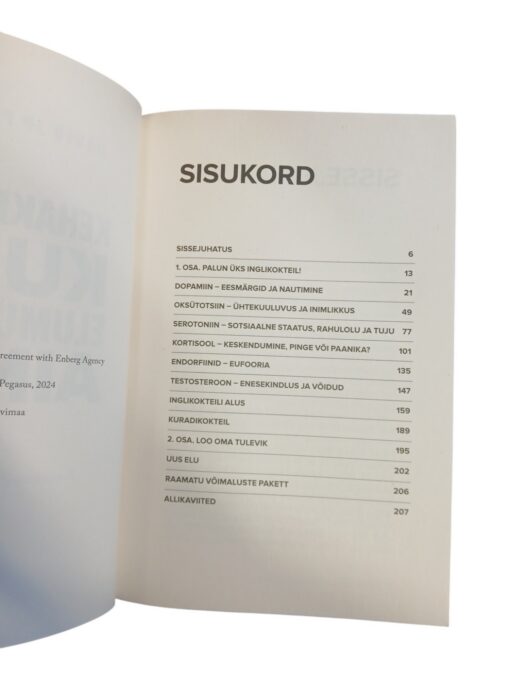 reement with Enberg Agency
Pegasus, 2024
vimaa
SISUKORD
SISSEJUHATUS 6
1. OSA. PALUN ÜKS INGLIKOKTEIL! 13
DOPAMIIN – EESMÄRGID JA NAUTIMINE 21
OKSÜTOTSIIN – ÜHTEKUULUVUS JA INIMLIKKUS 49
SEROTONIIN – SOTSIAALNE STAATUS, RAHULOLU JA TUJU 77
KORTISOOL – KESKENDUMINE, PINGE VÕI PAANIKA? 101
ENDORFIINID – EUFOORIA 135
TESTOSTEROON – ENESEKINDLUS JA VÕIDUD 147
INGLIKOKTEILI ALUS 159
KURADIKOKTEIL 189
2. OSA. LOO OMA TULEVIK 195
UUS ELU 202
RAAMATU VÕIMALUSTE PAKETT 206
ALLIKAVIITED 207